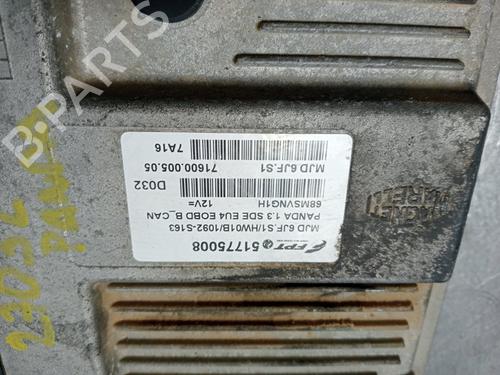 FPT 51775008
MJD 6JF.S1/HW01B/1092-5163
PANDA 1.3 SDE EU4 EOBD B_CAN
68MSVNG1H 12V= D032
MJD 6JF.S1 71600.005.05 7A16
B-PARTS